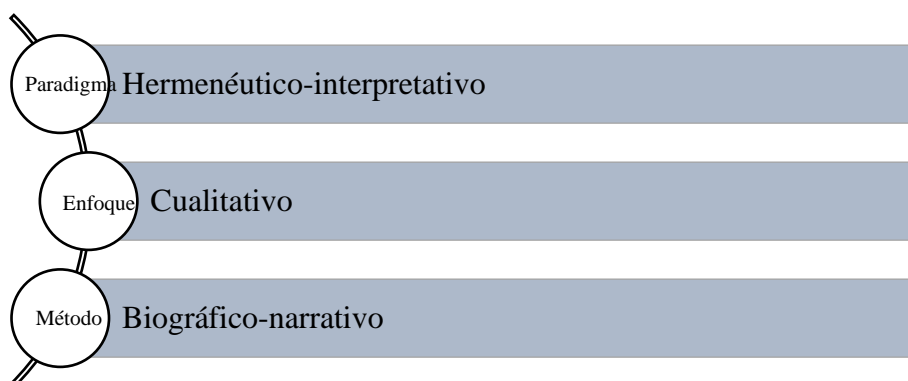 Paradigma Hermenéutico-interpretativo
Enfoque Cualitativo
Método Biográfico-narrativo